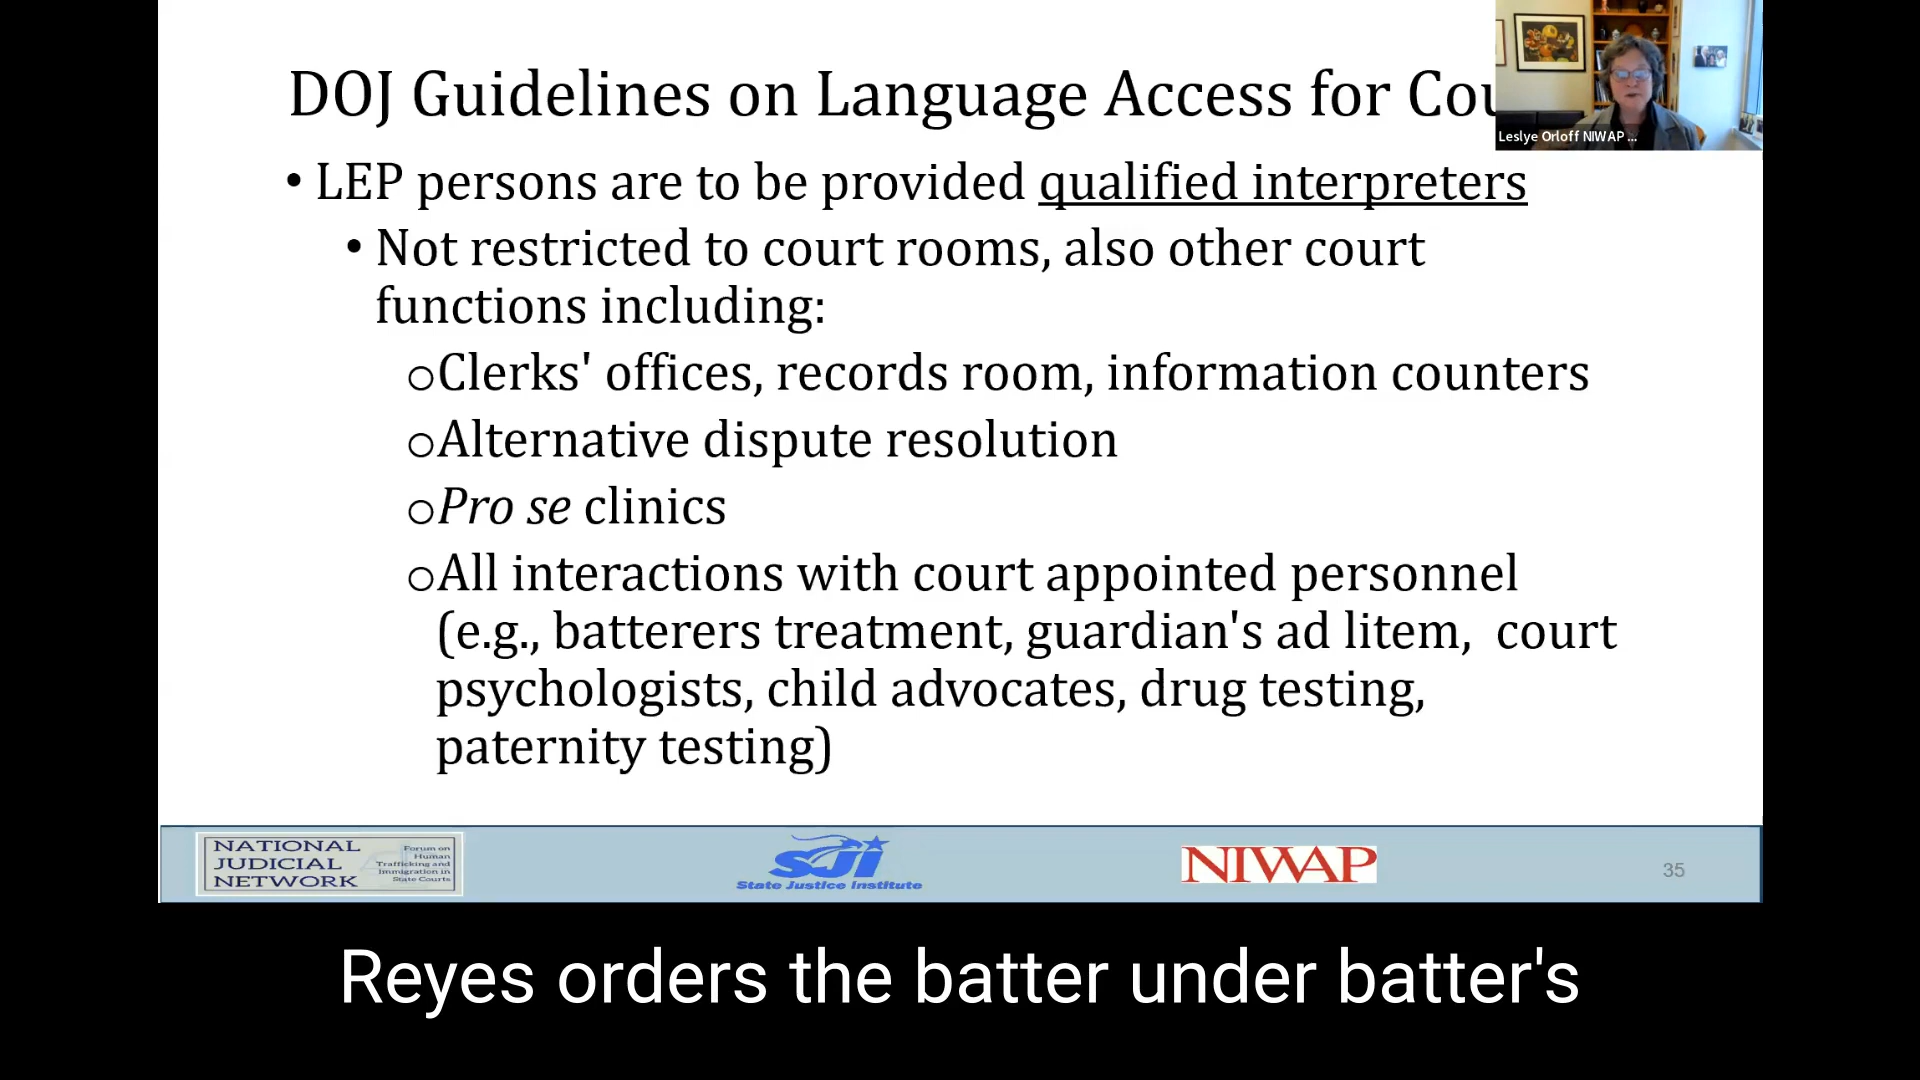 DOJ Guidelines on Language Access for Cou
Leslye Orloff NIWAP ...
• LEP persons are to be provided qualified interpreters
• Not restricted to court rooms, also other court
functions including:
oClerks' offices, records room, information counters
oAlternative dispute resolution
oPro se clinics
oAll interactions with court appointed personnel
(e.g., batterers treatment, guardian's ad litem, court
psychologists, child advocates, drug testing,
paternity testing)
NATIONAL
JUDICIAL
NETWORK
Forum on
Human
Trafficking and
Immigration in
State Courts
SJI
State Justice Institute
NIWAP
35
Reyes orders the batter under batter's